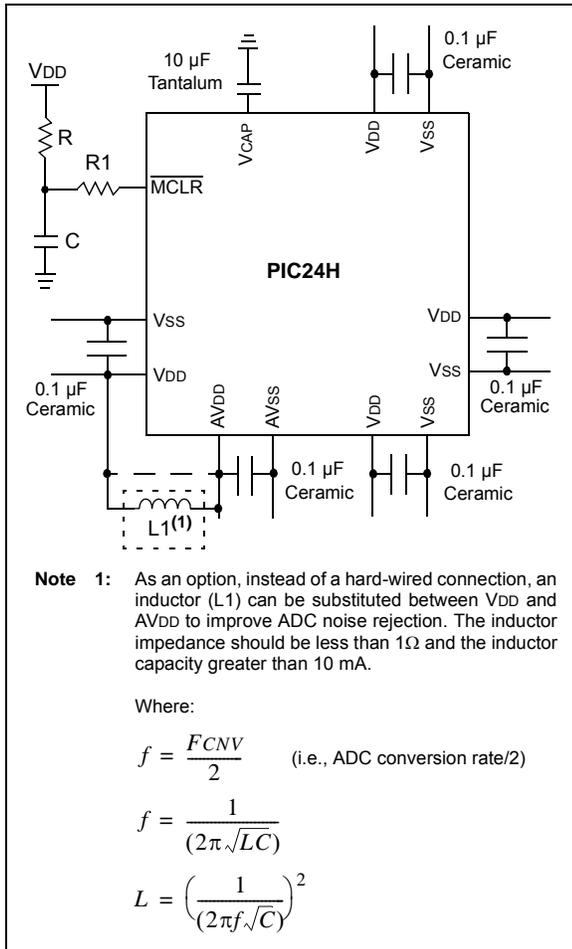 10 µF
Tantalum
0.1 µF
Ceramic
VDD
R
R1
C
VCAP
VDD
VSS
MCLR
PIC24H
VSS
VDD
VDD
VSS
0.1 µF
Ceramic
0.1 µF
Ceramic
AVDD
AVSS
VDD
VSS
0.1 µF
Ceramic
0.1 µF
Ceramic
L1(1)
Note 1: As an option, instead of a hard-wired connection, an
inductor (L1) can be substituted between VDD and
AVDD to improve ADC noise rejection. The inductor
impedance should be less than 1Ω and the inductor
capacity greater than 10 mA.
Where:
f = FCNV / 2 (i.e., ADC conversion rate/2)
f = 1 / (2π√LC)
L = (1 / (2πf√C))²